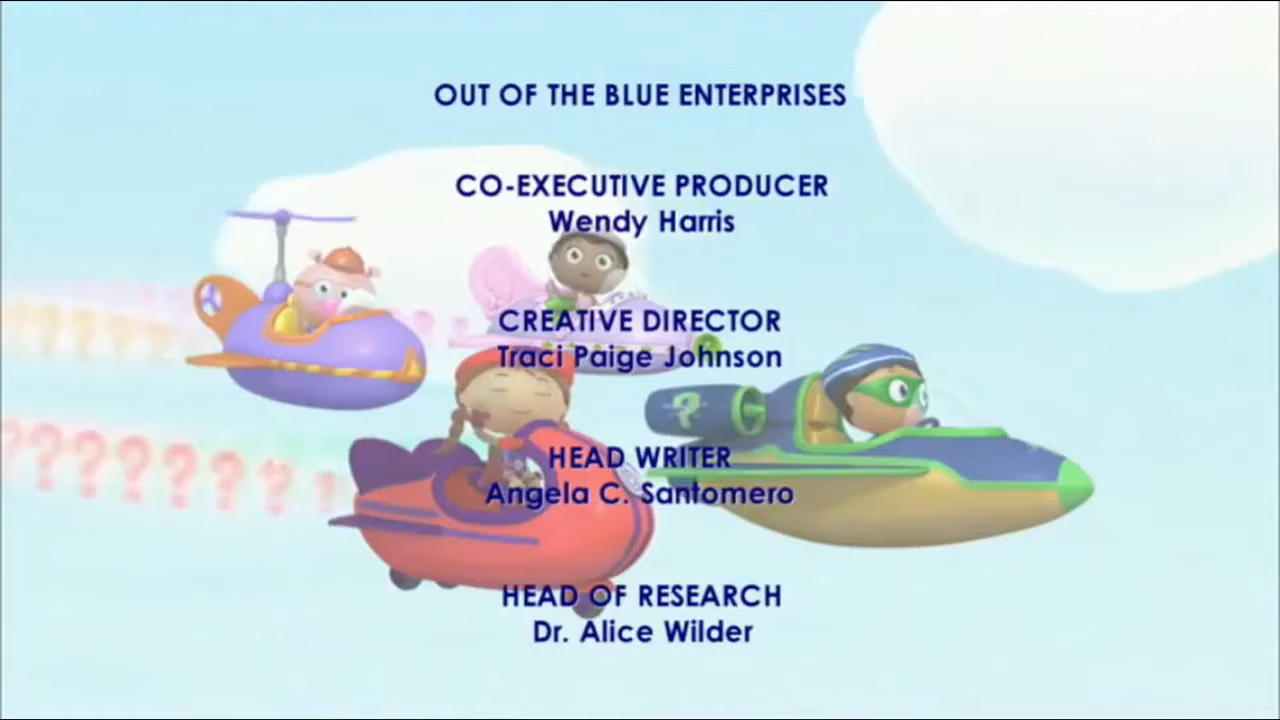 OUT OF THE BLUE ENTERPRISES
CO-EXECUTIVE PRODUCER
Wendy Harris
CREATIVE DIRECTOR
Traci Paige Johnson
HEAD WRITER
Angela C. Santomero
HEAD OF RESEARCH
Dr. Alice Wilder
?
????????